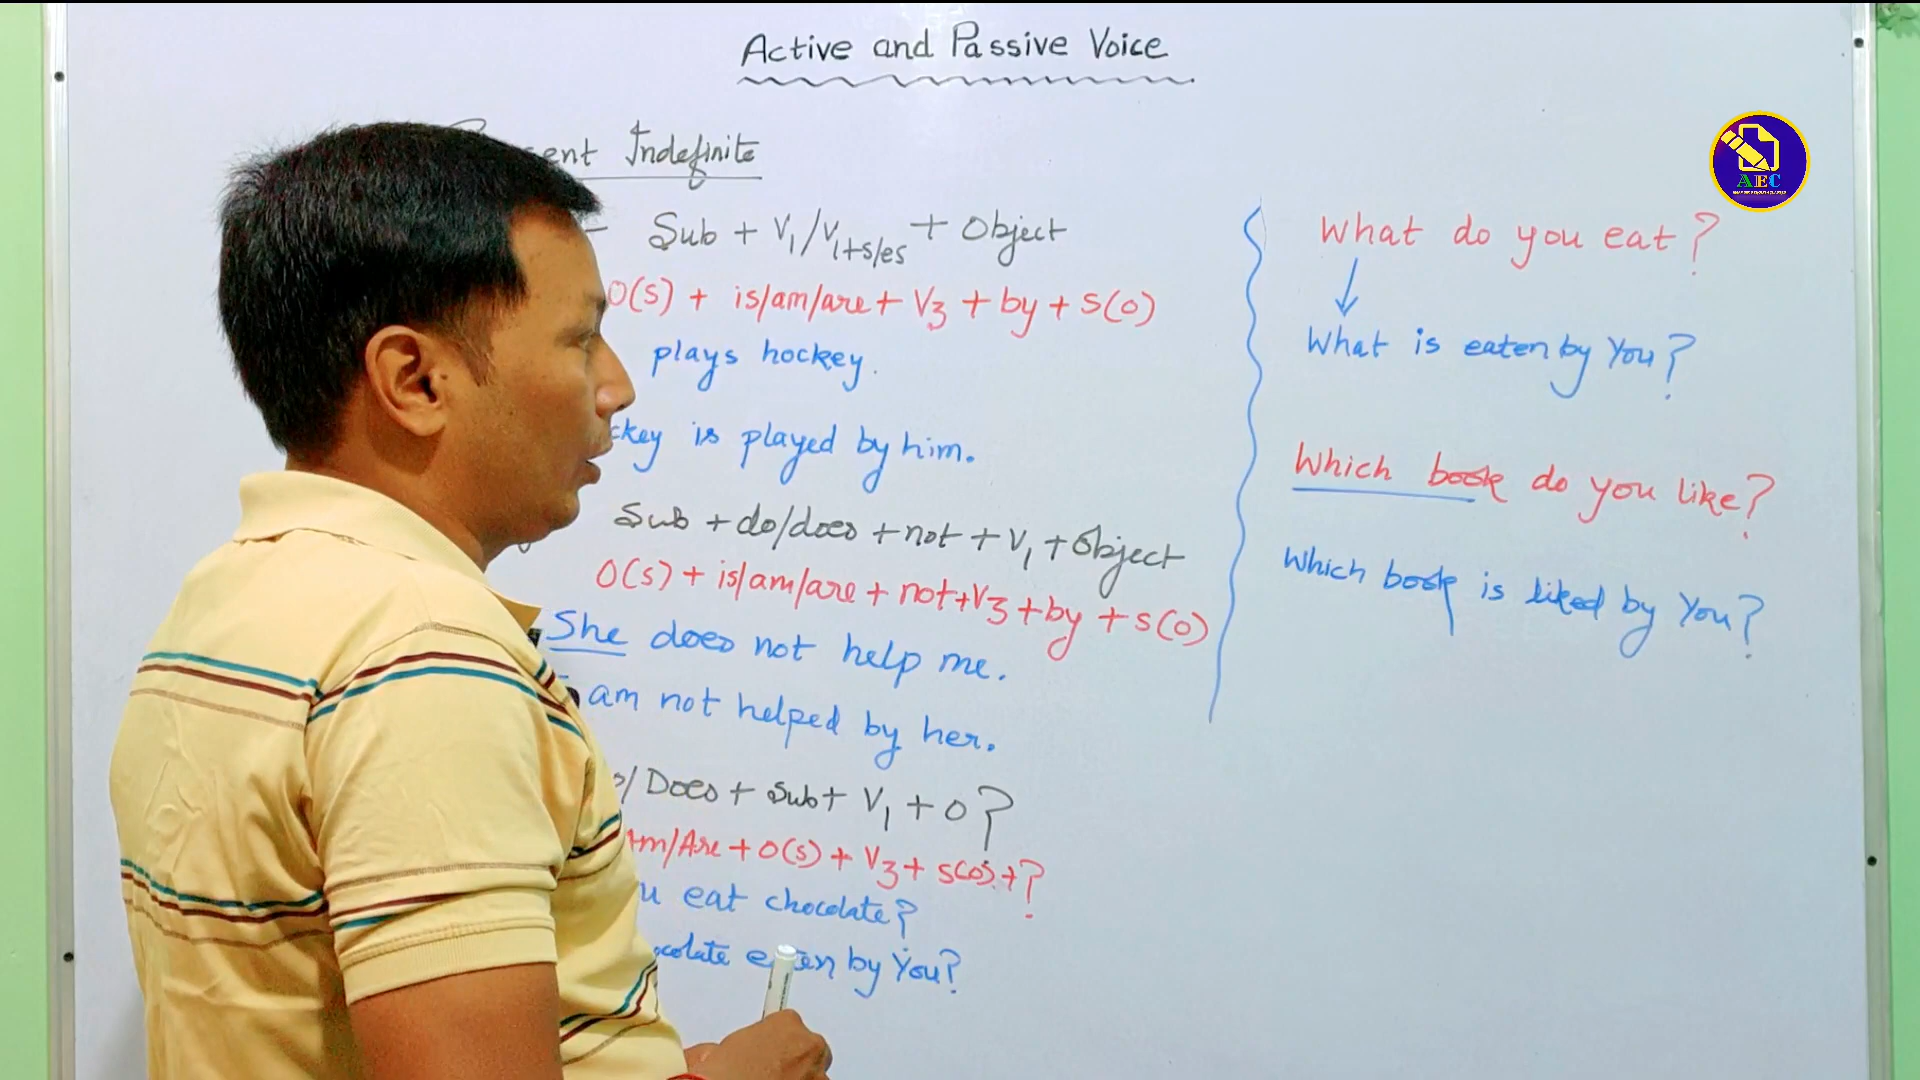 Active and Passive Voice
Indefinite
Sub + V1/V1+s/es + Object
O(S) + is/am/are + V3 + by + S(O)
plays hockey.
is played by him.
Sub + do/does + not + V1 + Object
O(S) + is/am/are + not + V3 + by + S(O)
She does not help me.
am not helped by her.
/Does + Sub + V1 + O?
/Are + O(S) + V3 + S(O) + ?
eat chocolate?
by You?
What do you eat?
What is eaten by You?
Which book do you like?
Which book is liked by You?
AEC